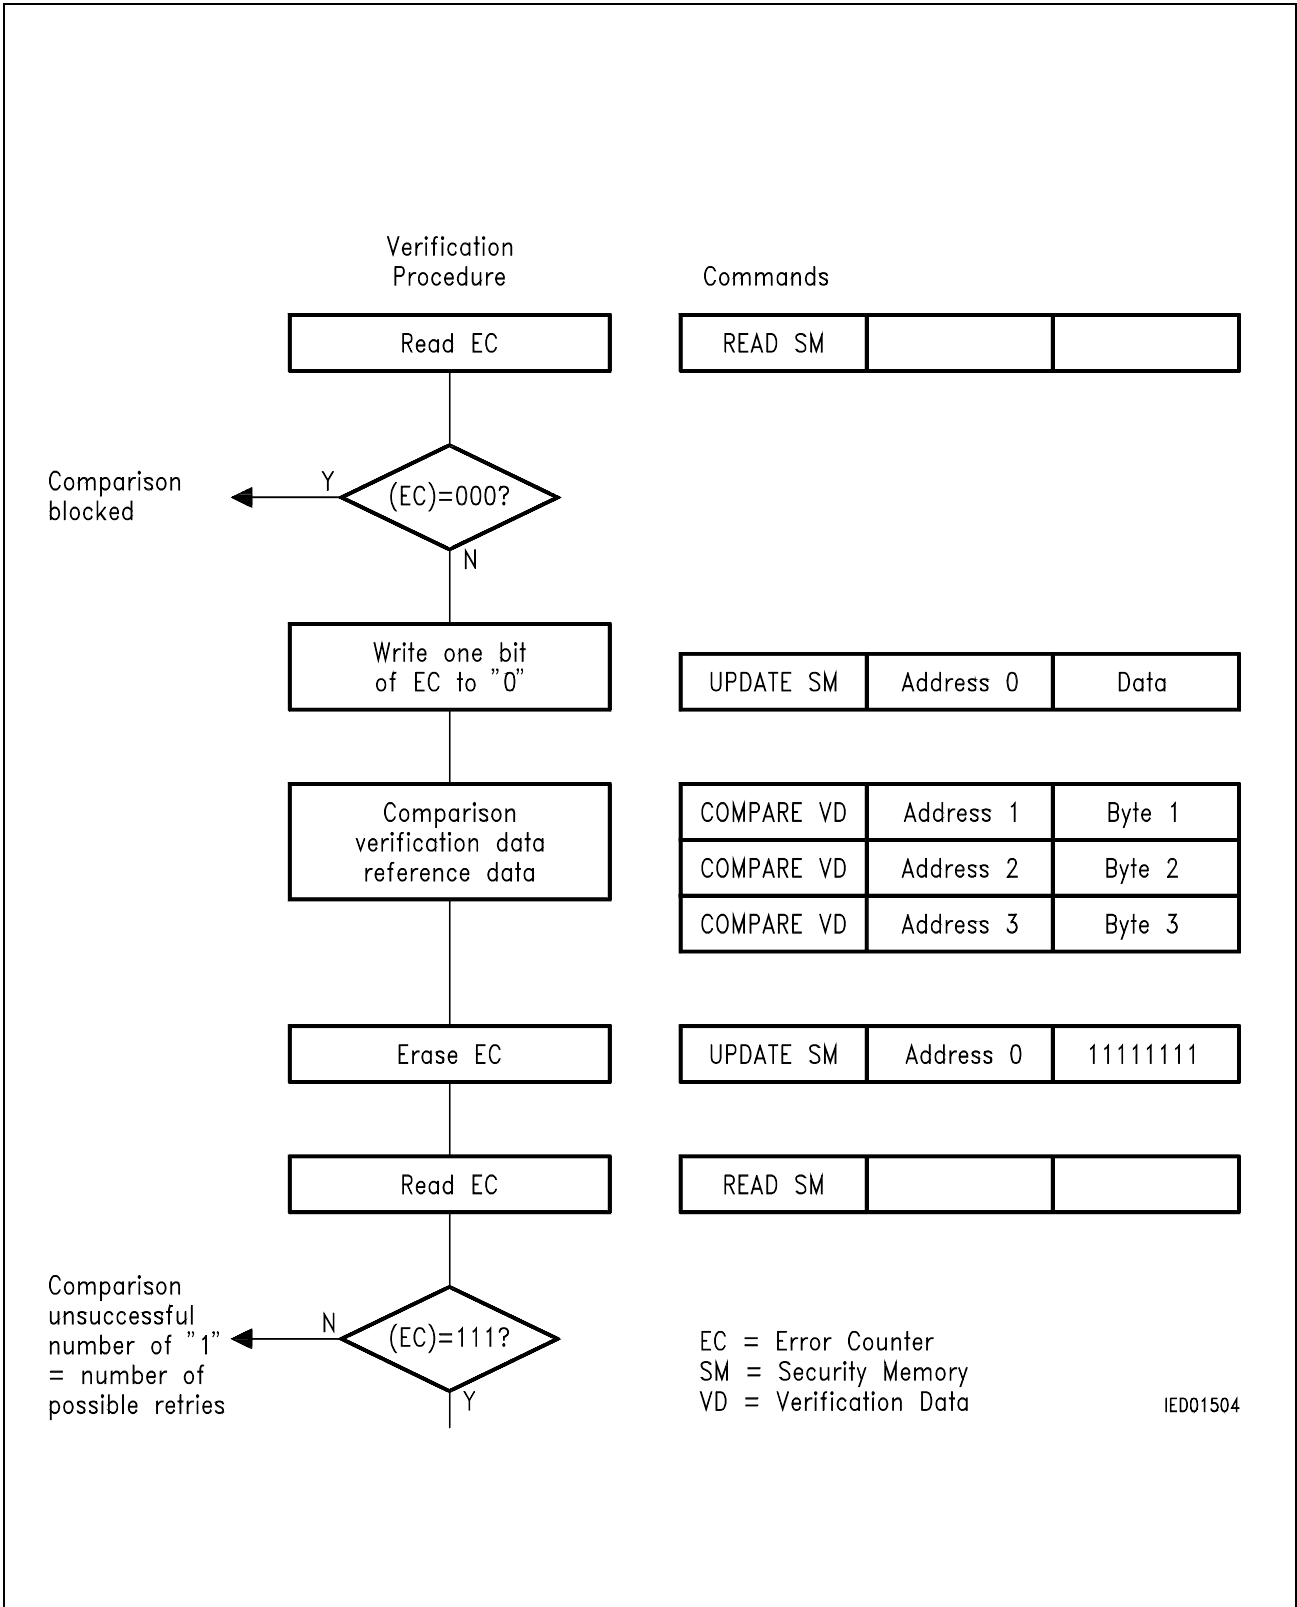 Verification
Procedure
Commands
Read EC
READ SM
Comparison
blocked
Y
(EC)=000?
N
Write one bit
of EC to "0"
UPDATE SM Address 0 Data
Comparison
verification data
reference data
COMPARE VD Address 1 Byte 1
COMPARE VD Address 2 Byte 2
COMPARE VD Address 3 Byte 3
Erase EC
UPDATE SM Address 0 11111111
Read EC
READ SM
Comparison
unsuccessful
number of "1"
= number of
possible retries
N
(EC)=111?
Y
EC = Error Counter
SM = Security Memory
VD = Verification Data
IED01504